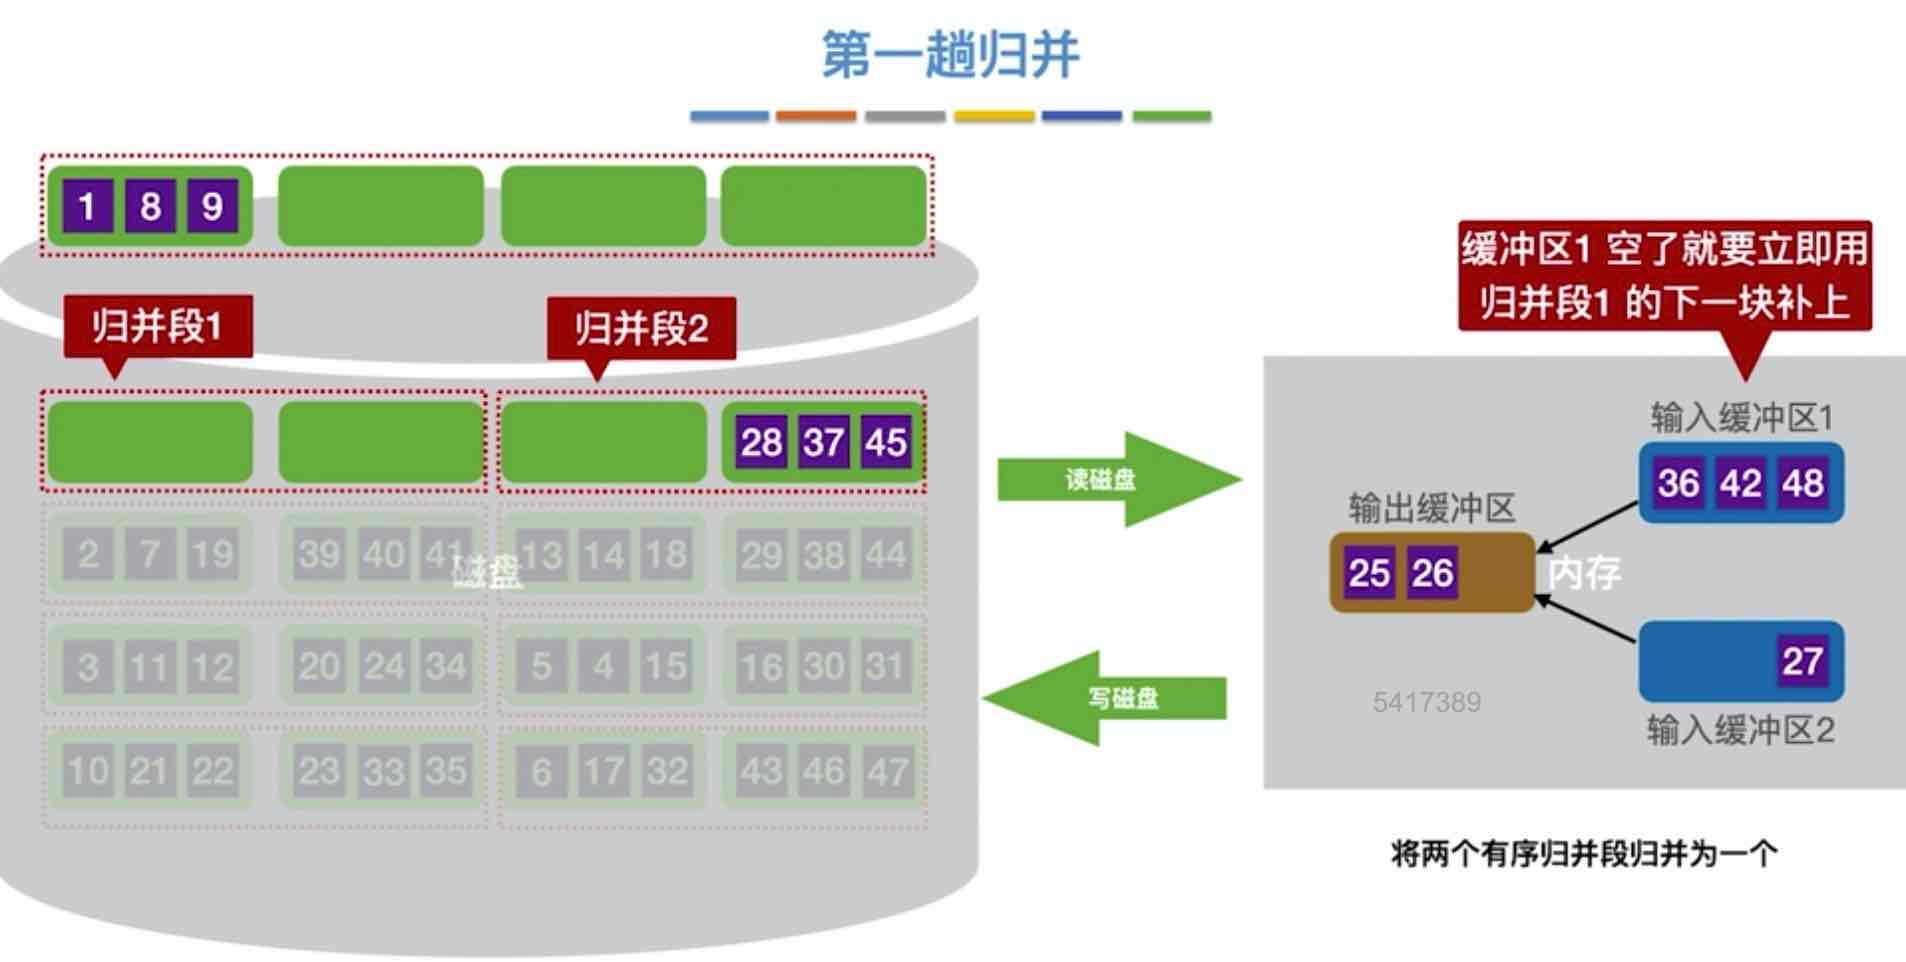 第一趟归并
1 8 9
归并段1
归并段2
28 37 45
2 7 19 39 40 41 13 14 18 29 38 44
磁盘
3 11 12 20 24 34 5 4 15 16 30 31
10 21 22 23 33 35 6 17 32 43 46 47
读磁盘
写磁盘
缓冲区1 空了就要立即用
归并段1 的下一块补上
输入缓冲区1
36 42 48
输出缓冲区
25 26
内存
27
输入缓冲区2
5417389
将两个有序归并段归并为一个